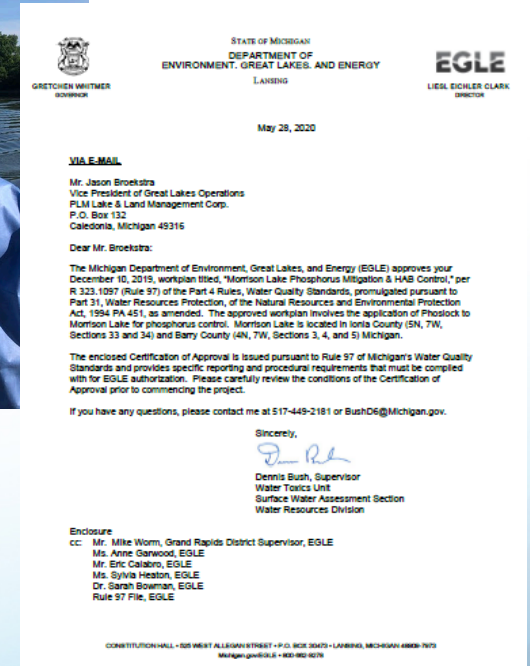 STATE OF MICHIGAN
DEPARTMENT OF
ENVIRONMENT, GREAT LAKES, AND ENERGY
LANSING
GRETCHEN WHITMER
GOVERNOR
EGLE
LIESL EICHLER CLARK
DIRECTOR
May 28, 2020
VIA E-MAIL
Mr. Jason Broekstra
Vice President of Great Lakes Operations
PLM Lake & Land Management Corp.
P.O. Box 132
Caledonia, Michigan 49316
Dear Mr. Broekstra:
The Michigan Department of Environment, Great Lakes, and Energy (EGLE) approves your
December 10, 2019, workplan titled, "Morrison Lake Phosphorus Mitigation & HAB Control," per
R 323.1097 (Rule 97) of the Part 4 Rules, Water Quality Standards, promulgated pursuant to
Part 31, Water Resources Protection, of the Natural Resources and Environmental Protection
Act, 1994 PA 451, as amended. The approved workplan involves the application of Phoslock to
Morrison Lake for phosphorus control. Morrison Lake is located in Ionia County (5N, 7W,
Sections 33 and 34) and Barry County (4N, 7W, Sections 3, 4, and 5) Michigan.
The enclosed Certification of Approval is issued pursuant to Rule 97 of Michigan's Water Quality
Standards and provides specific reporting and procedural requirements that must be complied
with for EGLE authorization. Please carefully review the conditions of the Certification of
Approval prior to commencing the project.
If you have any questions, please contact me at 517-449-2181 or BushD6@Michigan.gov.
Sincerely,
Dennis Bush, Supervisor
Water Toxics Unit
Surface Water Assessment Section
Water Resources Division
Enclosure
cc: Mr. Mike Worm, Grand Rapids District Supervisor, EGLE
Ms. Anne Garwood, EGLE
Mr. Eric Calabro, EGLE
Ms. Sylvia Heaton, EGLE
Dr. Sarah Bowman, EGLE
Rule 97 File, EGLE
CONSTITUTION HALL • 525 WEST ALLEGAN STREET • P.O. BOX 30473 • LANSING, MICHIGAN 48909-7973
Michigan.gov/EGLE • 800-662-9278